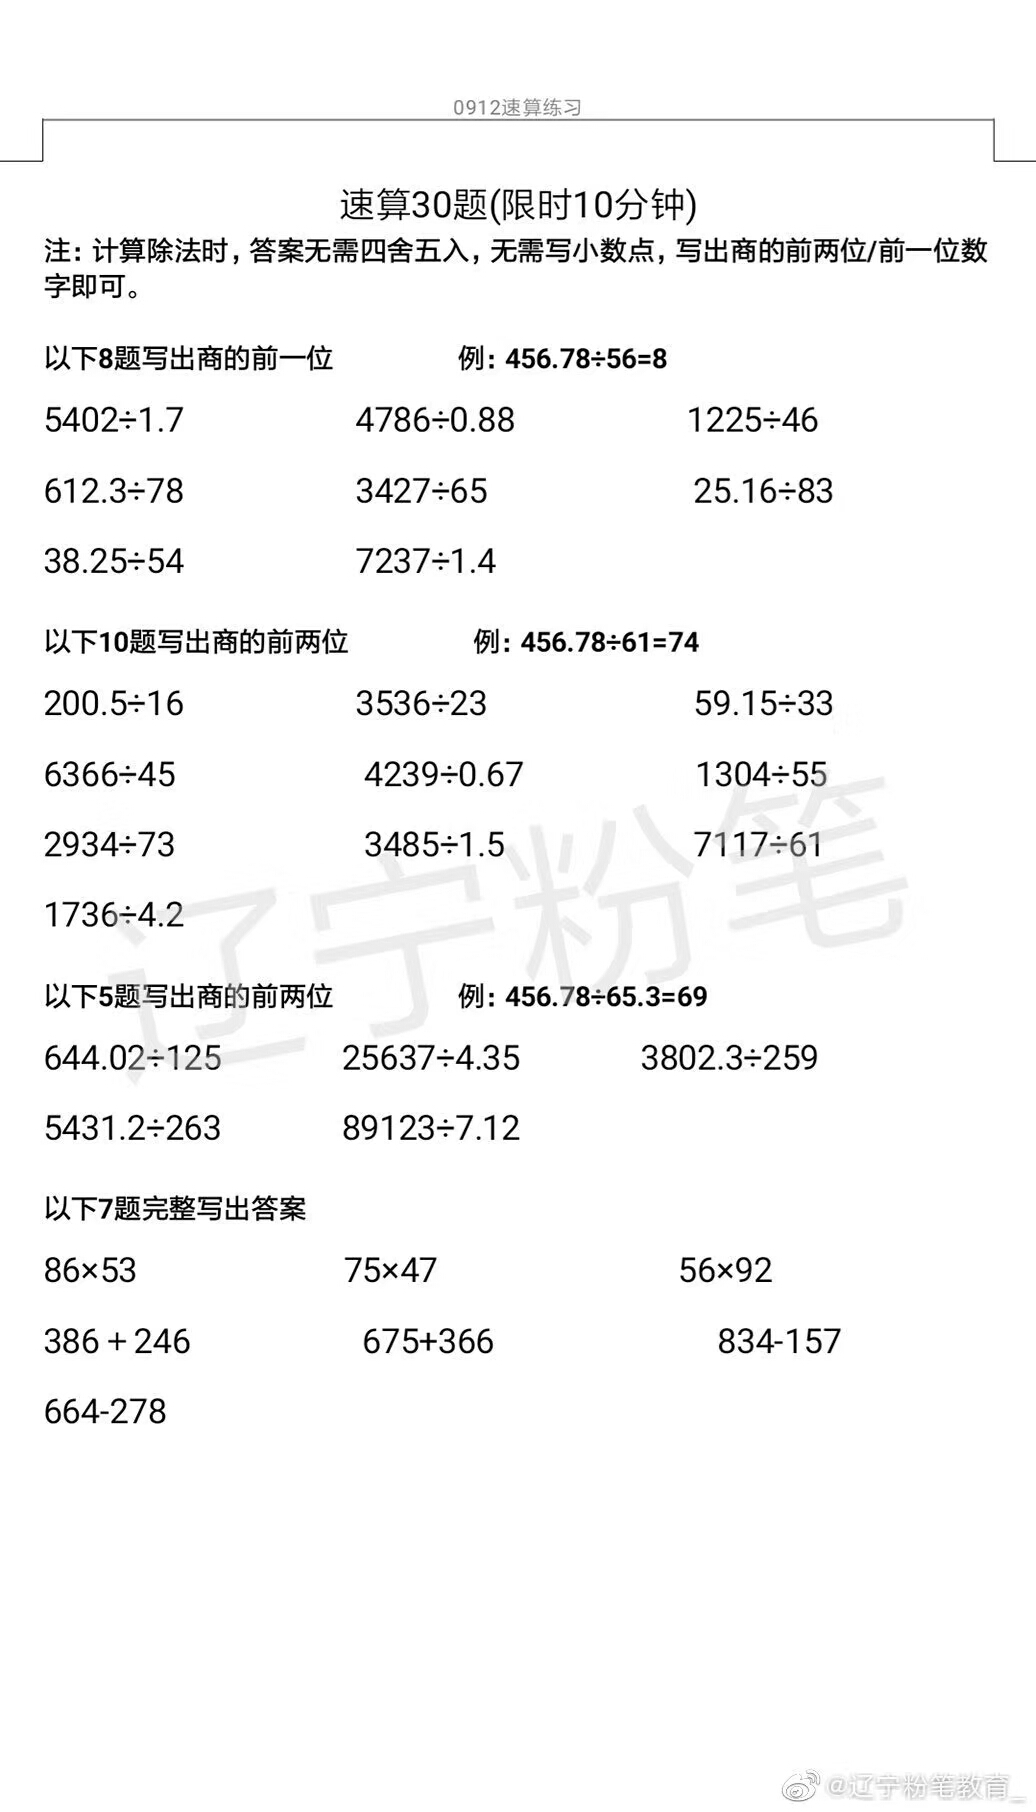 0912速算练习
速算30题(限时10分钟)
注：计算除法时，答案无需四舍五入，无需写小数点，写出商的前两位/前一位数
字即可。
以下8题写出商的前一位 例：456.78÷56=8
5402÷1.7 4786÷0.88 1225÷46
612.3÷78 3427÷65 25.16÷83
38.25÷54 7237÷1.4
以下10题写出商的前两位 例：456.78÷61=74
200.5÷16 3536÷23 59.15÷33
6366÷45 4239÷0.67 1304÷55
2934÷73 3485÷1.5 7117÷61
1736÷4.2
辽宁粉笔
以下5题写出商的前两位 例：456.78÷65.3=69
644.02÷125 25637÷4.35 3802.3÷259
5431.2÷263 89123÷7.12
以下7题完整写出答案
86×53 75×47 56×92
386＋246 675+366 834-157
664-278
@辽宁粉笔教育_